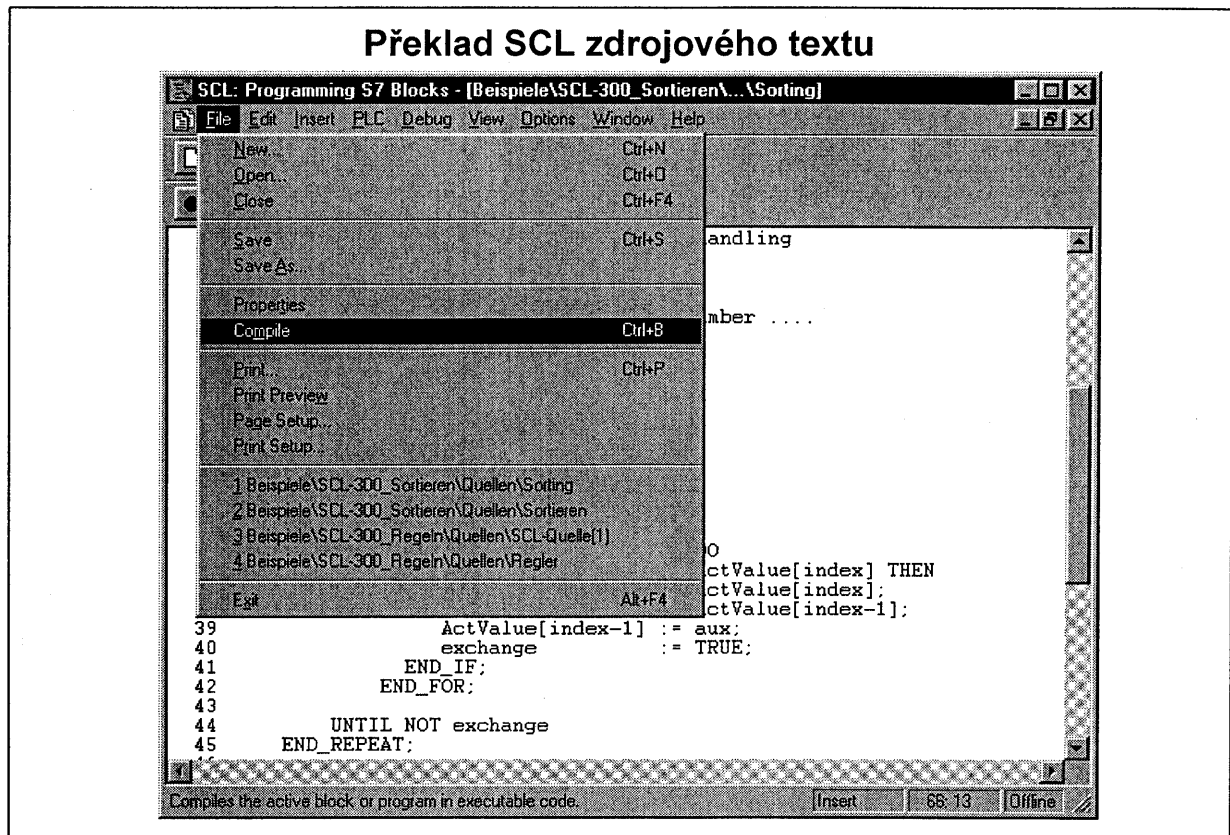 Překlad SCL zdrojového textu
SCL: Programming S7 Blocks - [Beispiele\SCL-300_Sortieren\...\Sorting]
File Edit Insert PLC Debug View Options Window Help
New... Ctrl+N
Open... Ctrl+O
Close Ctrl+F4
Save Ctrl+S
andling
Save As...
Properties
mber ....
Compile Ctrl+B
Print... Ctrl+P
Print Preview
Page Setup...
Print Setup...
1 Beispiele\SCL-300_Sortieren\Quellen\Sorting
2 Beispiele\SCL-300_Sortieren\Quellen\Sortieren
3 Beispiele\SCL-300_Regeln\Quellen\SCL-Quelle[1]
4 Beispiele\SCL-300_Regeln\Quellen\Regler
Exit Alt+F4
ctValue[index] THEN
ctValue[index];
ctValue[index-1];
39 ActValue[index-1] := aux;
40 exchange := TRUE;
41 END_IF;
42 END_FOR;
43
44 UNTIL NOT exchange
45 END_REPEAT;
Compiles the active block or program in executable code. Insert 66: 13 Offline